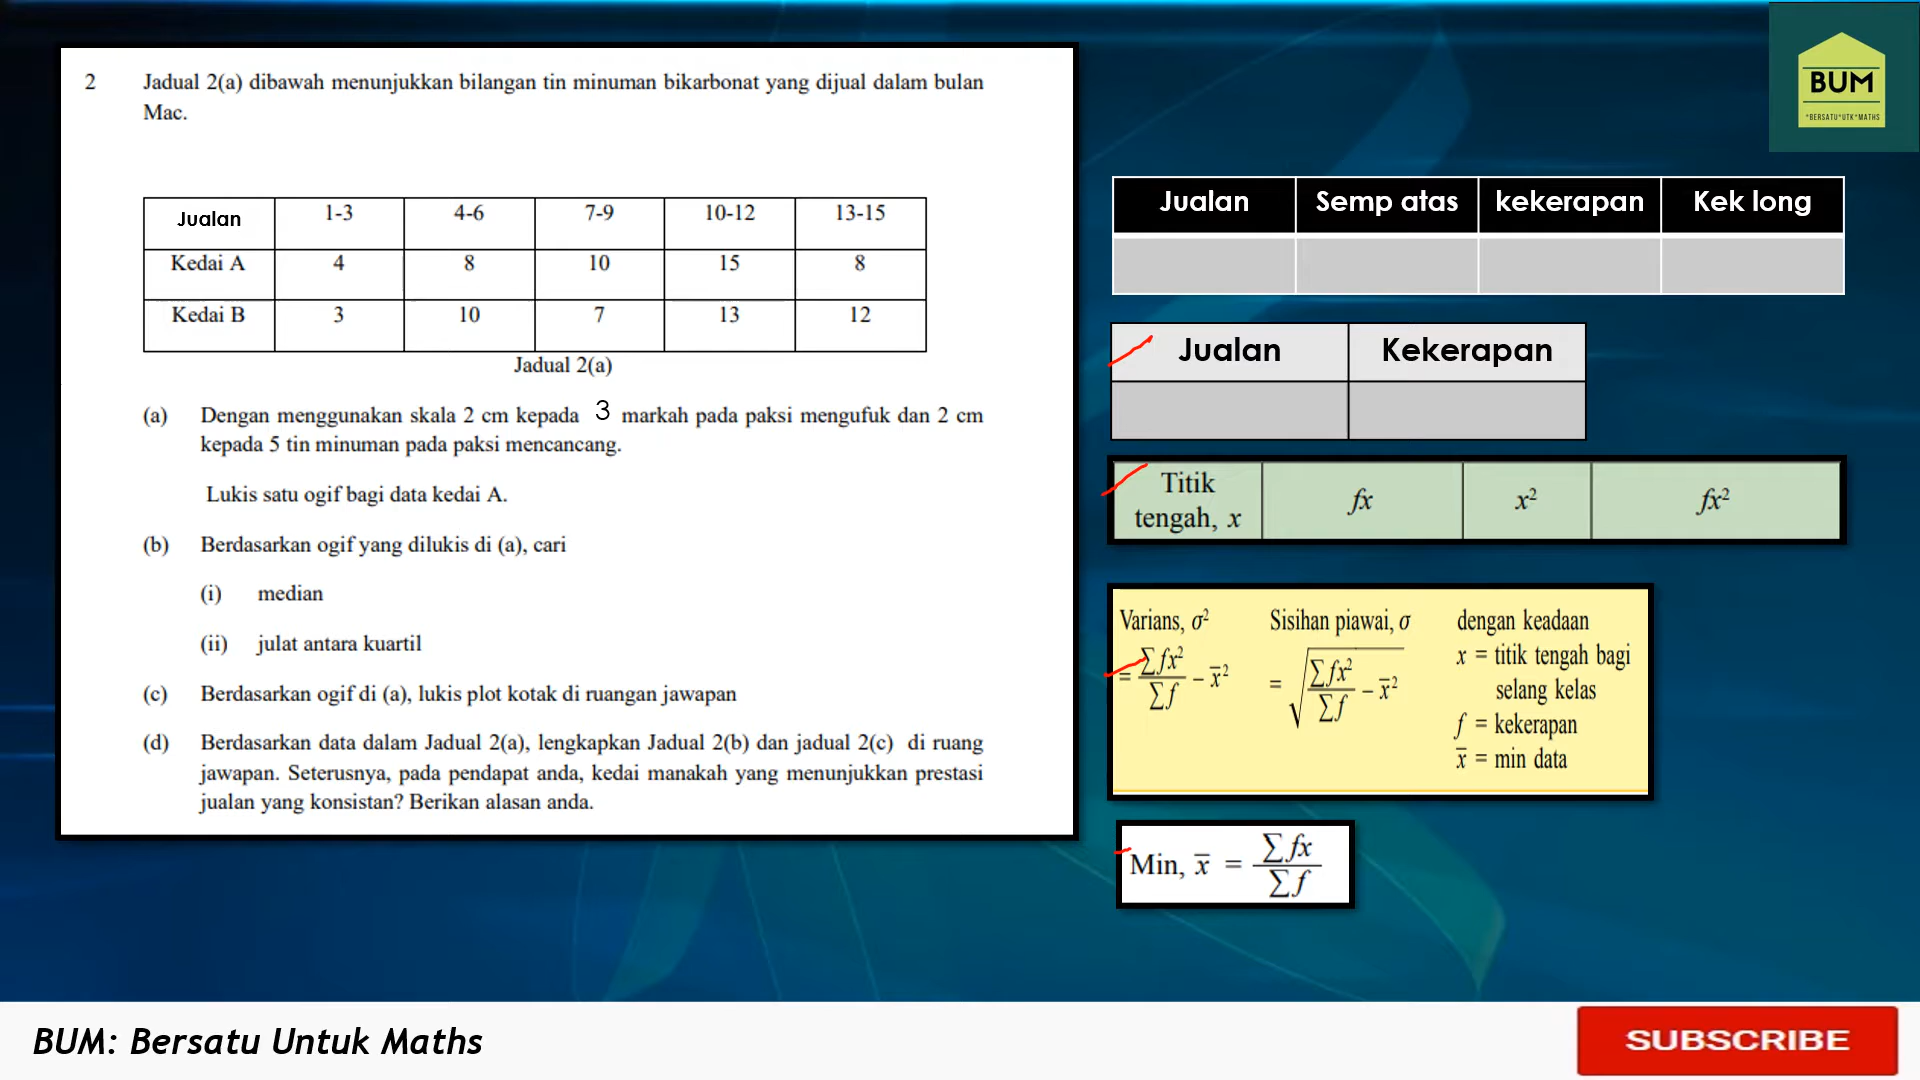 BUM
"BERSATU"UTK"MATHS
2 Jadual 2(a) dibawah menunjukkan bilangan tin minuman bikarbonat yang dijual dalam bulan
Mac.
Jualan 1-3 4-6 7-9 10-12 13-15
Kedai A 4 8 10 15 8
Kedai B 3 10 7 13 12
Jadual 2(a)
(a) Dengan menggunakan skala 2 cm kepada 3 markah pada paksi mengufuk dan 2 cm
kepada 5 tin minuman pada paksi mencancang.
Lukis satu ogif bagi data kedai A.
(b) Berdasarkan ogif yang dilukis di (a), cari
(i) median
(ii) julat antara kuartil
(c) Berdasarkan ogif di (a), lukis plot kotak di ruangan jawapan
(d) Berdasarkan data dalam Jadual 2(a), lengkapkan Jadual 2(b) dan jadual 2(c) di ruang
jawapan. Seterusnya, pada pendapat anda, kedai manakah yang menunjukkan prestasi
jualan yang konsistan? Berikan alasan anda.
Jualan Semp atas kekerapan Kek long
Jualan Kekerapan
Titik
tengah, x fx x² fx²
Varians, σ² Sisihan piawai, σ dengan keadaan
= ∑fx²/∑f − x̄² = √(∑fx²/∑f − x̄²) x = titik tengah bagi
selang kelas
f = kekerapan
x̄ = min data
Min, x̄ = ∑fx/∑f
BUM: Bersatu Untuk Maths
SUBSCRIBE